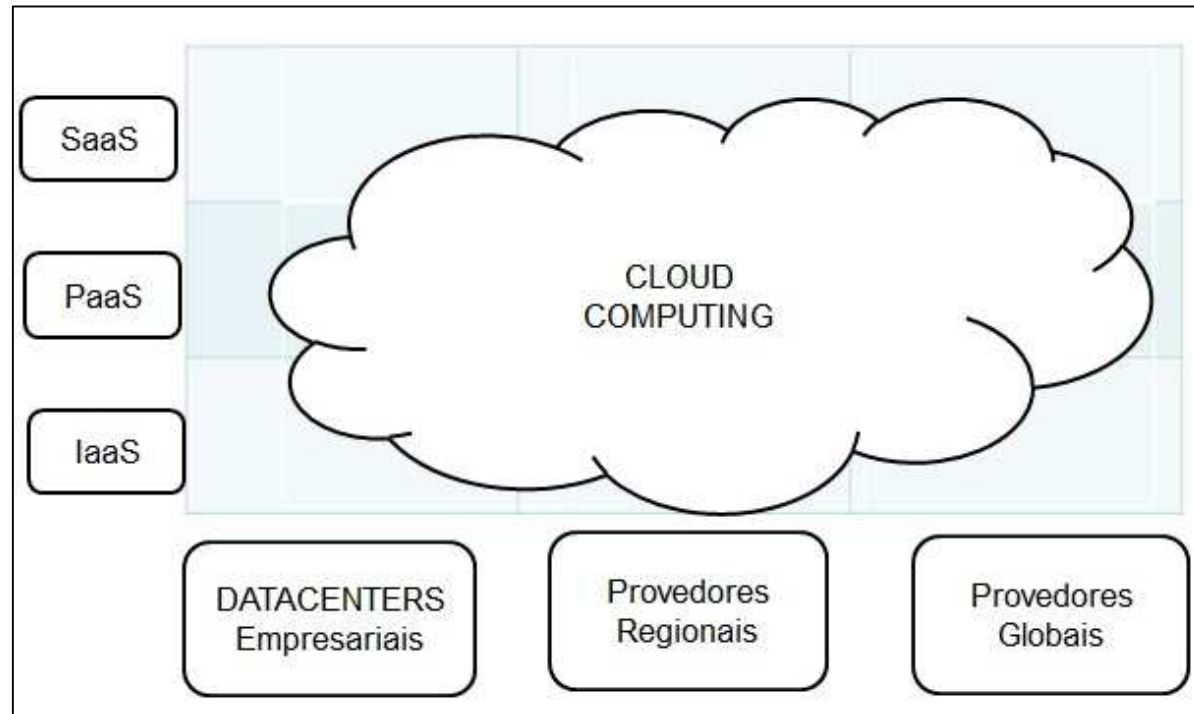 SaaS
CLOUD
COMPUTING
PaaS
IaaS
DATACENTERS
Empresariais
Provedores
Regionais
Provedores
Globais